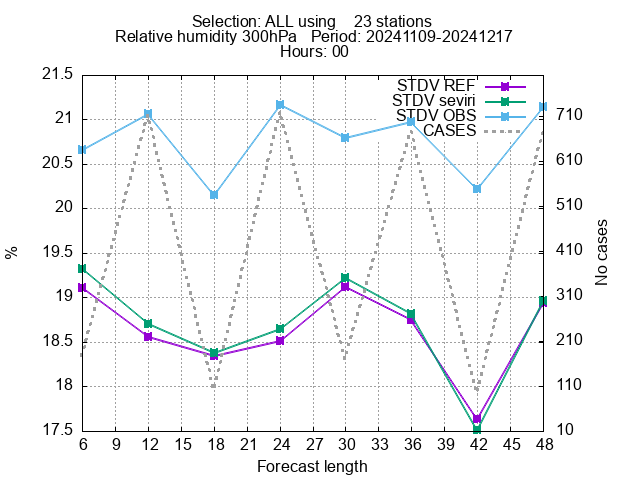 Selection: ALL using    23 stations
Relative humidity 300hPa   Period: 20241109-20241217
Hours: 00
STDV REF
STDV seviri
STDV OBS
CASES
21.5
21
20.5
20
19.5
19
18.5
18
17.5
%
710
610
510
410
310
210
110
10
No cases
6 9 12 15 18 21 24 27 30 33 36 39 42 45 48
Forecast length